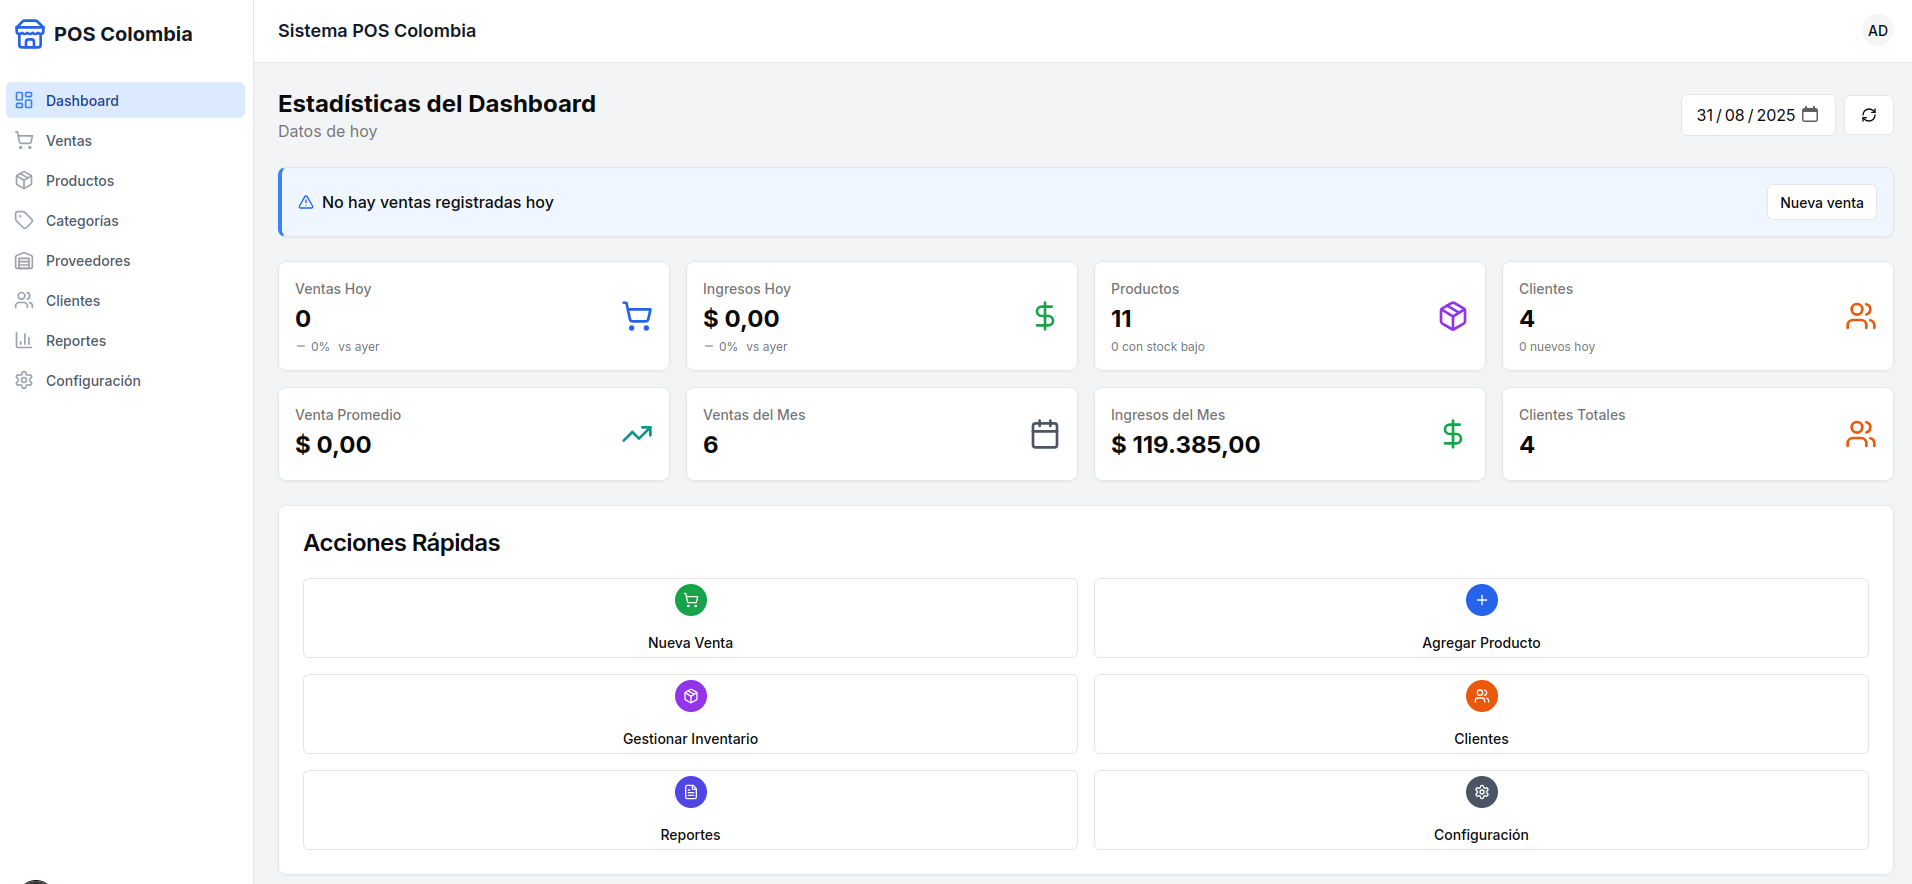 POS Colombia
Dashboard
Ventas
Productos
Categorías
Proveedores
Clientes
Reportes
Configuración
Sistema POS Colombia
AD
Estadísticas del Dashboard
Datos de hoy
31/08/2025
No hay ventas registradas hoy
Nueva venta
Ventas Hoy
0
0% vs ayer
Ingresos Hoy
$ 0,00
0% vs ayer
Productos
11
0 con stock bajo
Clientes
4
0 nuevos hoy
Venta Promedio
$ 0,00
Ventas del Mes
6
Ingresos del Mes
$ 119.385,00
Clientes Totales
4
Acciones Rápidas
Nueva Venta
Agregar Producto
Gestionar Inventario
Clientes
Reportes
Configuración